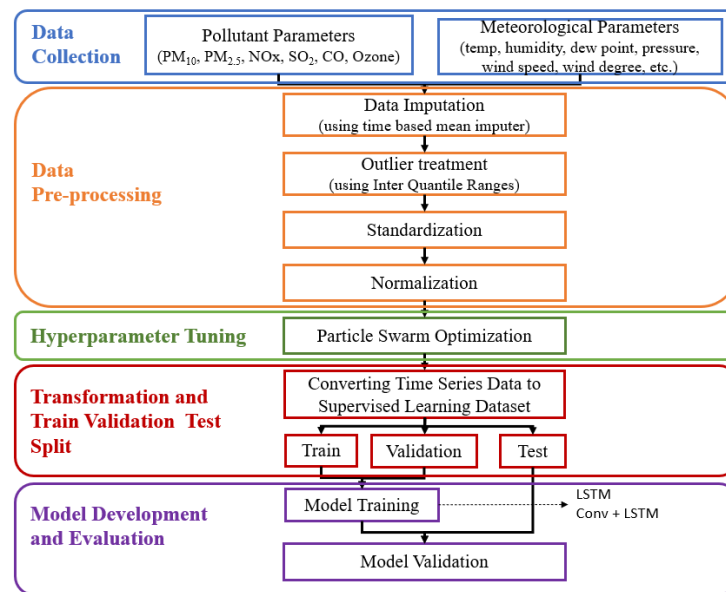 Data
Collection
Pollutant Parameters
(PM₁₀, PM₂.₅, NOx, SO₂, CO, Ozone)
Meteorological Parameters
(temp, humidity, dew point, pressure,
wind speed, wind degree, etc.)
Data
Pre-processing
Data Imputation
(using time based mean imputer)
Outlier treatment
(using Inter Quantile Ranges)
Standardization
Normalization
Hyperparameter Tuning
Particle Swarm Optimization
Transformation and
Train Validation Test
Split
Converting Time Series Data to
Supervised Learning Dataset
Train
Validation
Test
Model Development
and Evaluation
Model Training
LSTM
Conv + LSTM
Model Validation